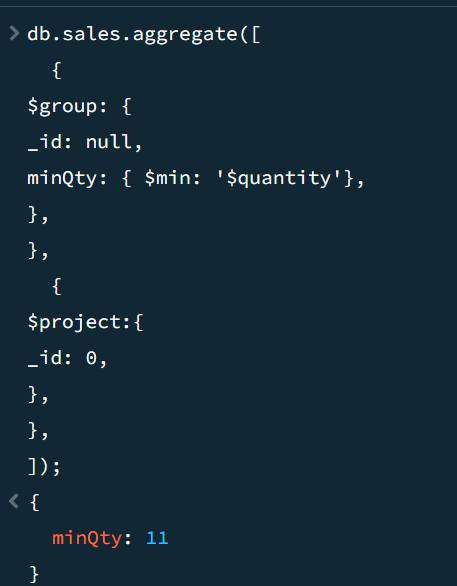 db.sales.aggregate([
{
$group: {
_id: null,
minQty: { $min: '$quantity'},
},
},
{
$project:{
_id: 0,
},
},
]);
{
minQty: 11
}